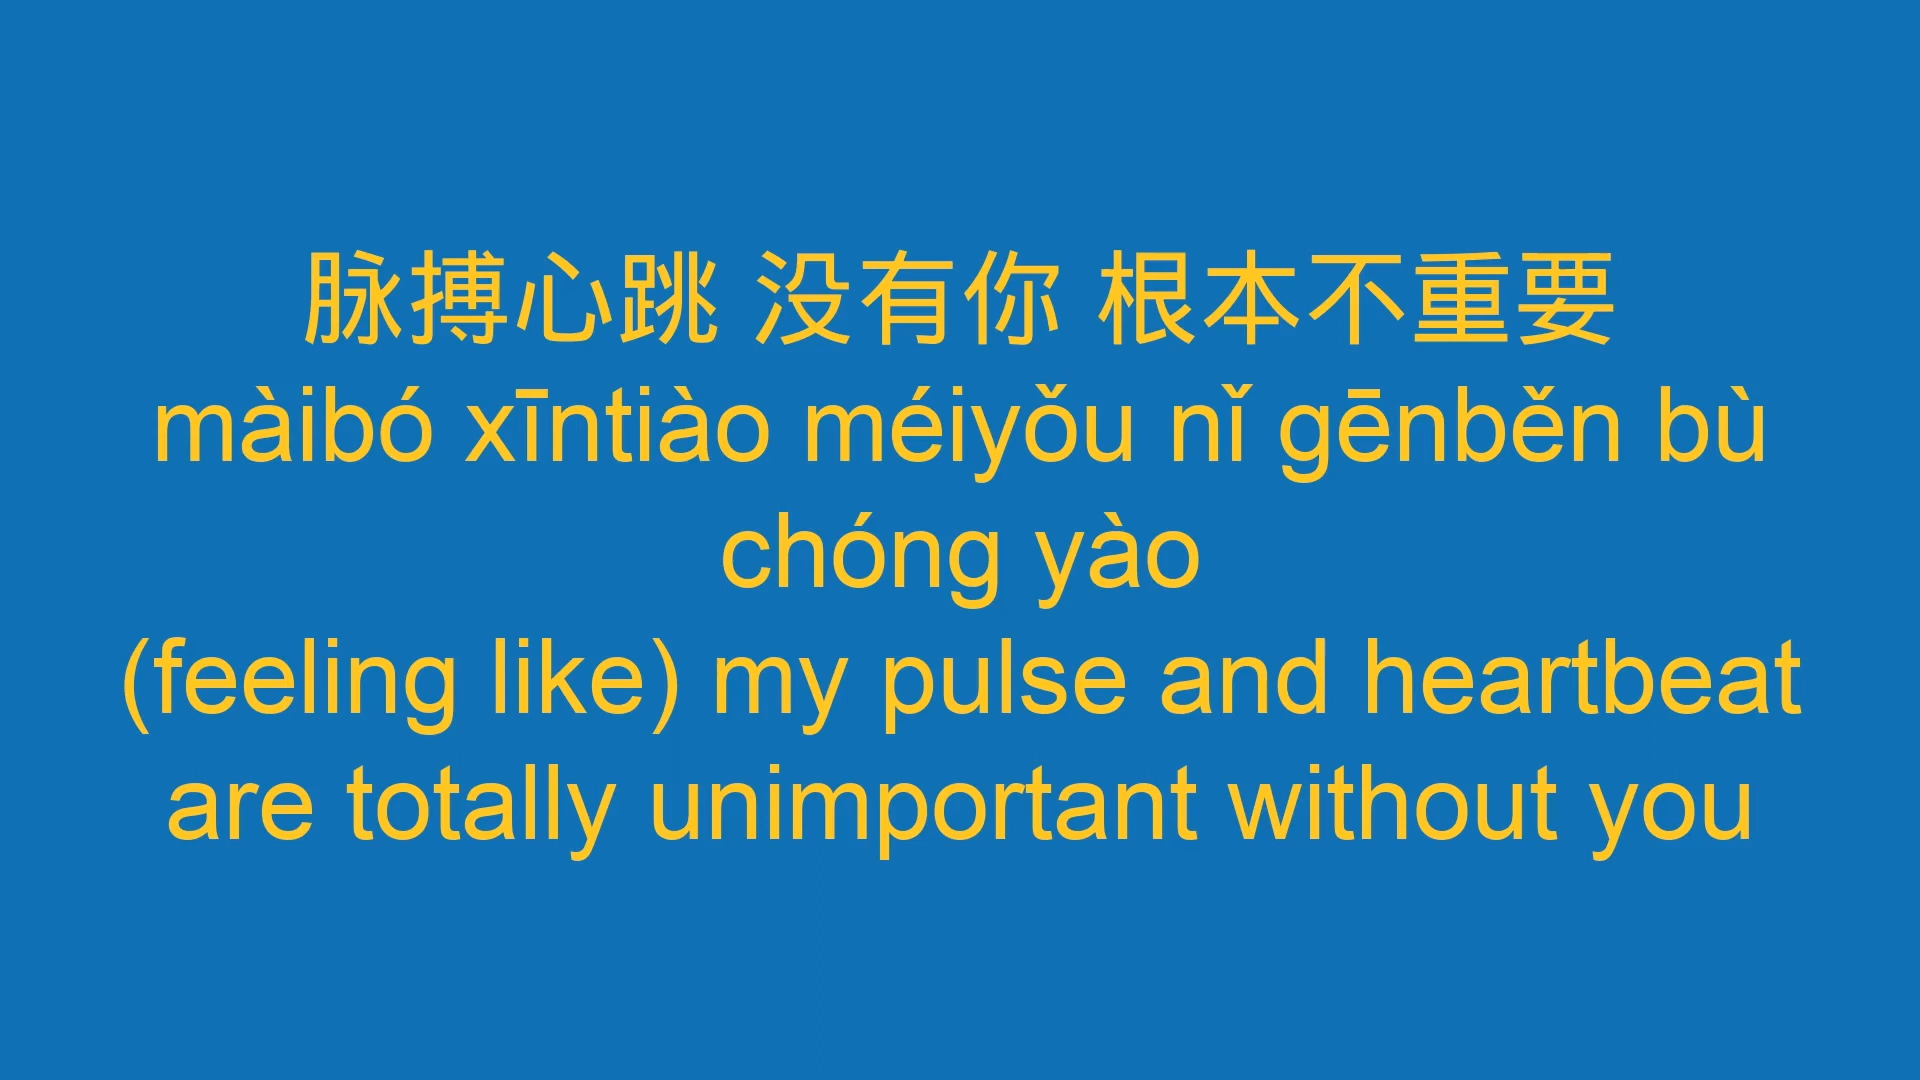 脉搏心跳 没有你 根本不重要
màibó xīntiào méiyǒu nǐ gēnběn bù
chóng yào
(feeling like) my pulse and heartbeat
are totally unimportant without you